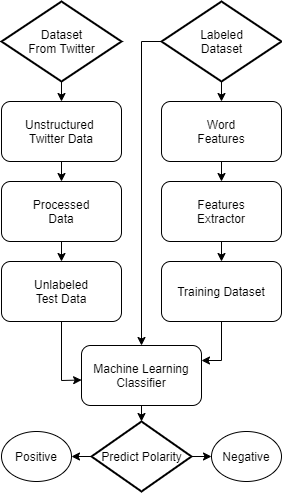 Dataset
From Twitter
Labeled
Dataset
Unstructured
Twitter Data
Word
Features
Processed
Data
Features
Extractor
Unlabeled
Test Data
Training Dataset
Machine Learning
Classifier
Positive
Predict Polarity
Negative